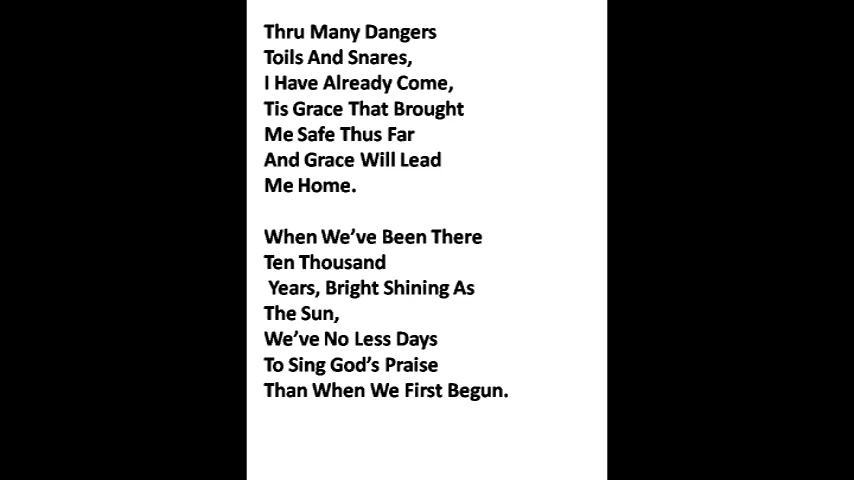 Thru Many Dangers
Toils And Snares,
I Have Already Come,
Tis Grace That Brought
Me Safe Thus Far
And Grace Will Lead
Me Home.
When We’ve Been There
Ten Thousand
Years, Bright Shining As
The Sun,
We’ve No Less Days
To Sing God’s Praise
Than When We First Begun.